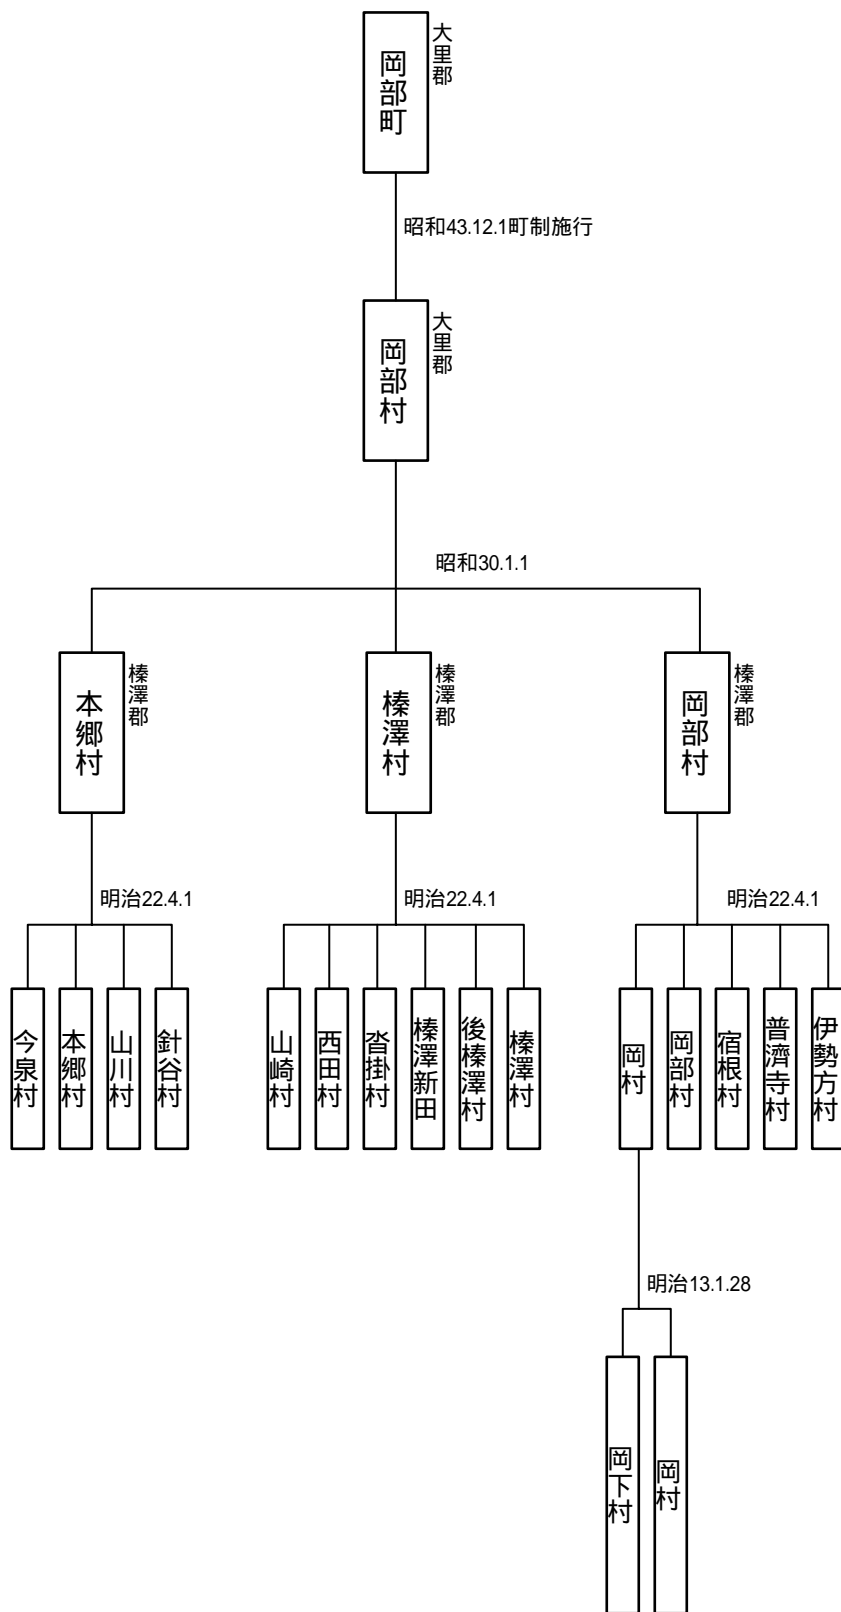 岡部町
大里郡
昭和43.12.1町制施行
岡部村
大里郡
昭和30.1.1
本郷村
榛澤郡
榛澤村
榛澤郡
岡部村
榛澤郡
明治22.4.1
明治22.4.1
明治22.4.1
今泉村
本郷村
山川村
針谷村
山崎村
西田村
沓掛村
榛澤新田
後榛澤村
榛澤村
岡村
岡部村
宿根村
普濟寺村
伊勢方村
明治13.1.28
岡下村
岡村